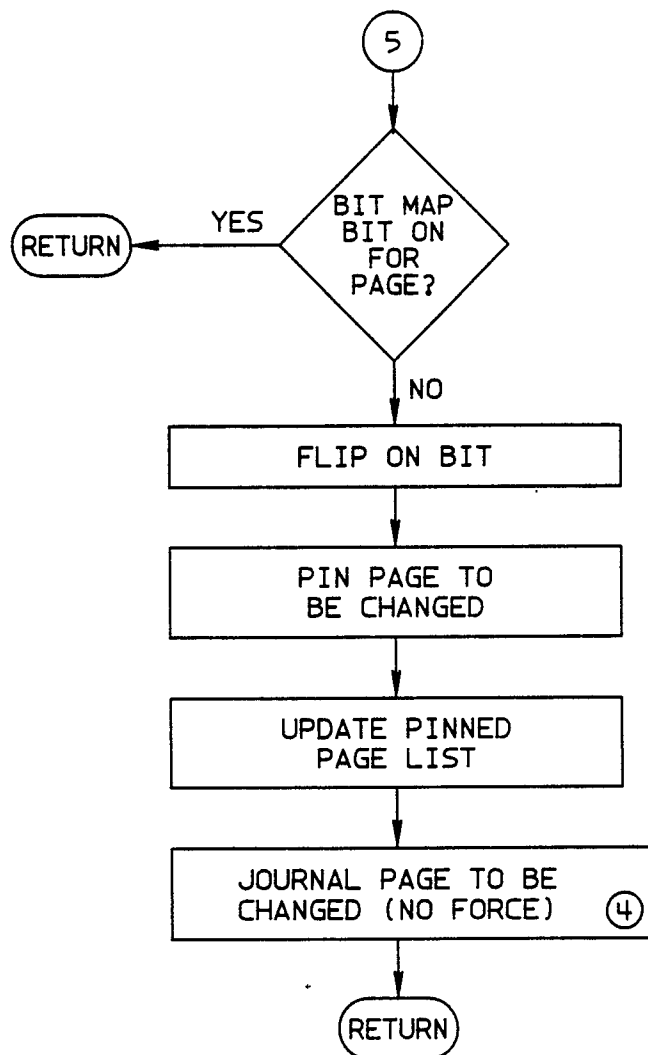 5
BIT MAP
BIT ON
FOR
PAGE?
YES
RETURN
NO
FLIP ON BIT
PIN PAGE TO
BE CHANGED
UPDATE PINNED
PAGE LIST
JOURNAL PAGE TO BE
CHANGED (NO FORCE) 4
RETURN